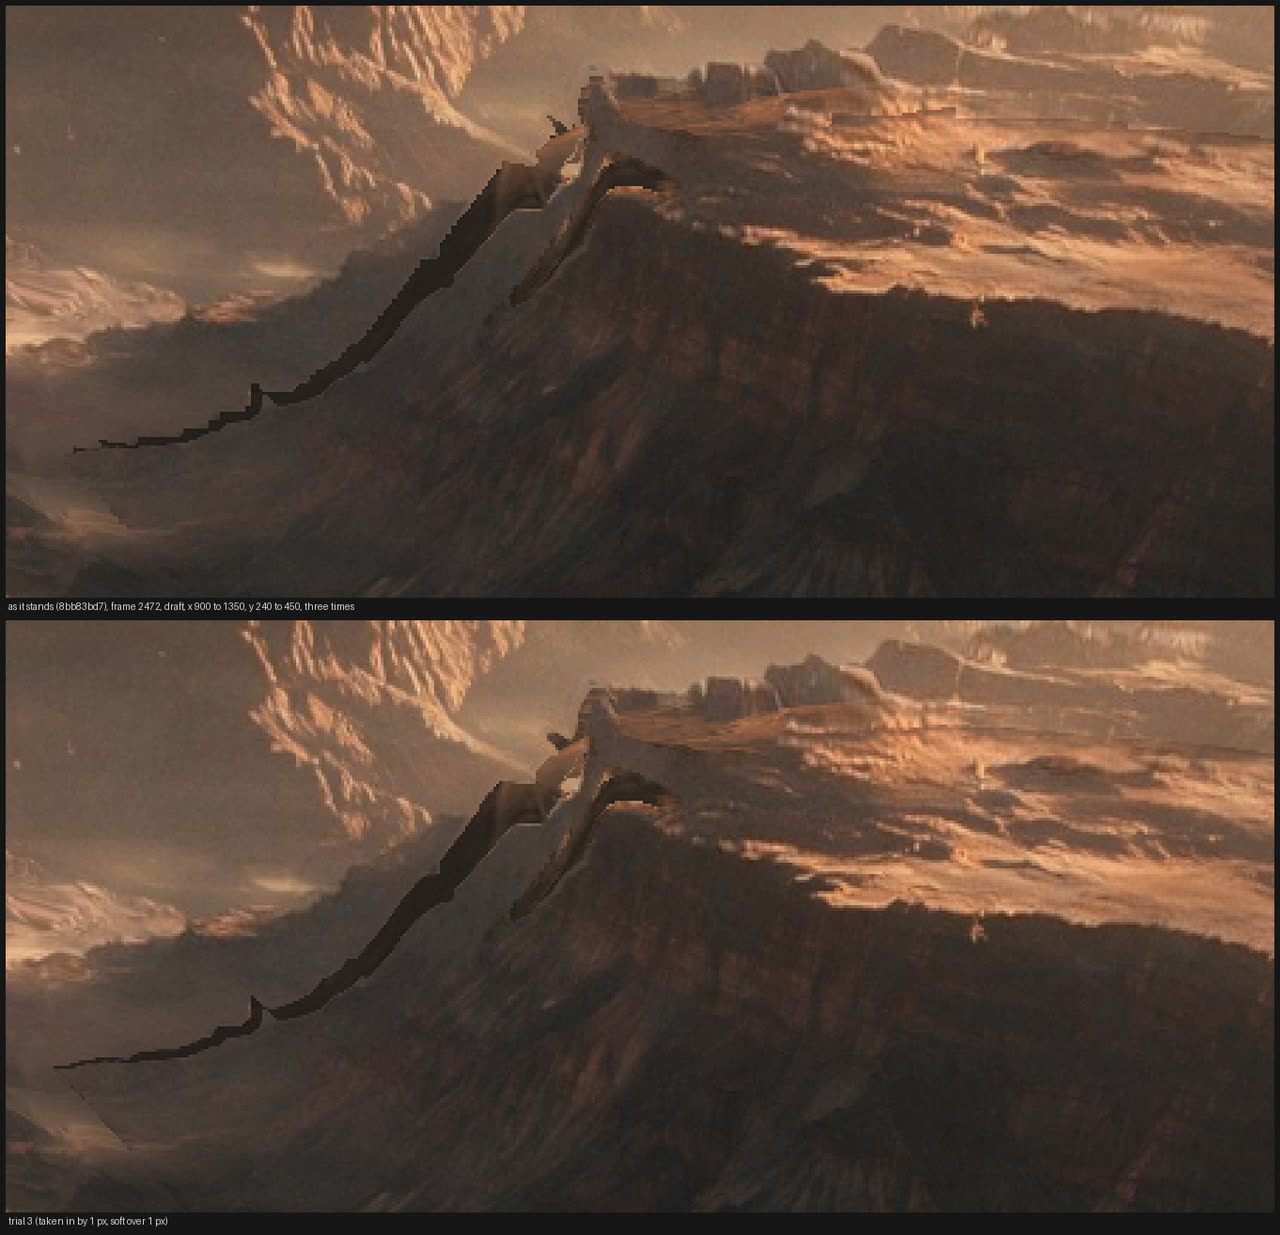 as it stands (8bb83bd7), frame 2472, draft, x 900 to 1350, y 240 to 450, three times
trial 3 (taken in by 1 px, soft over 1 px)